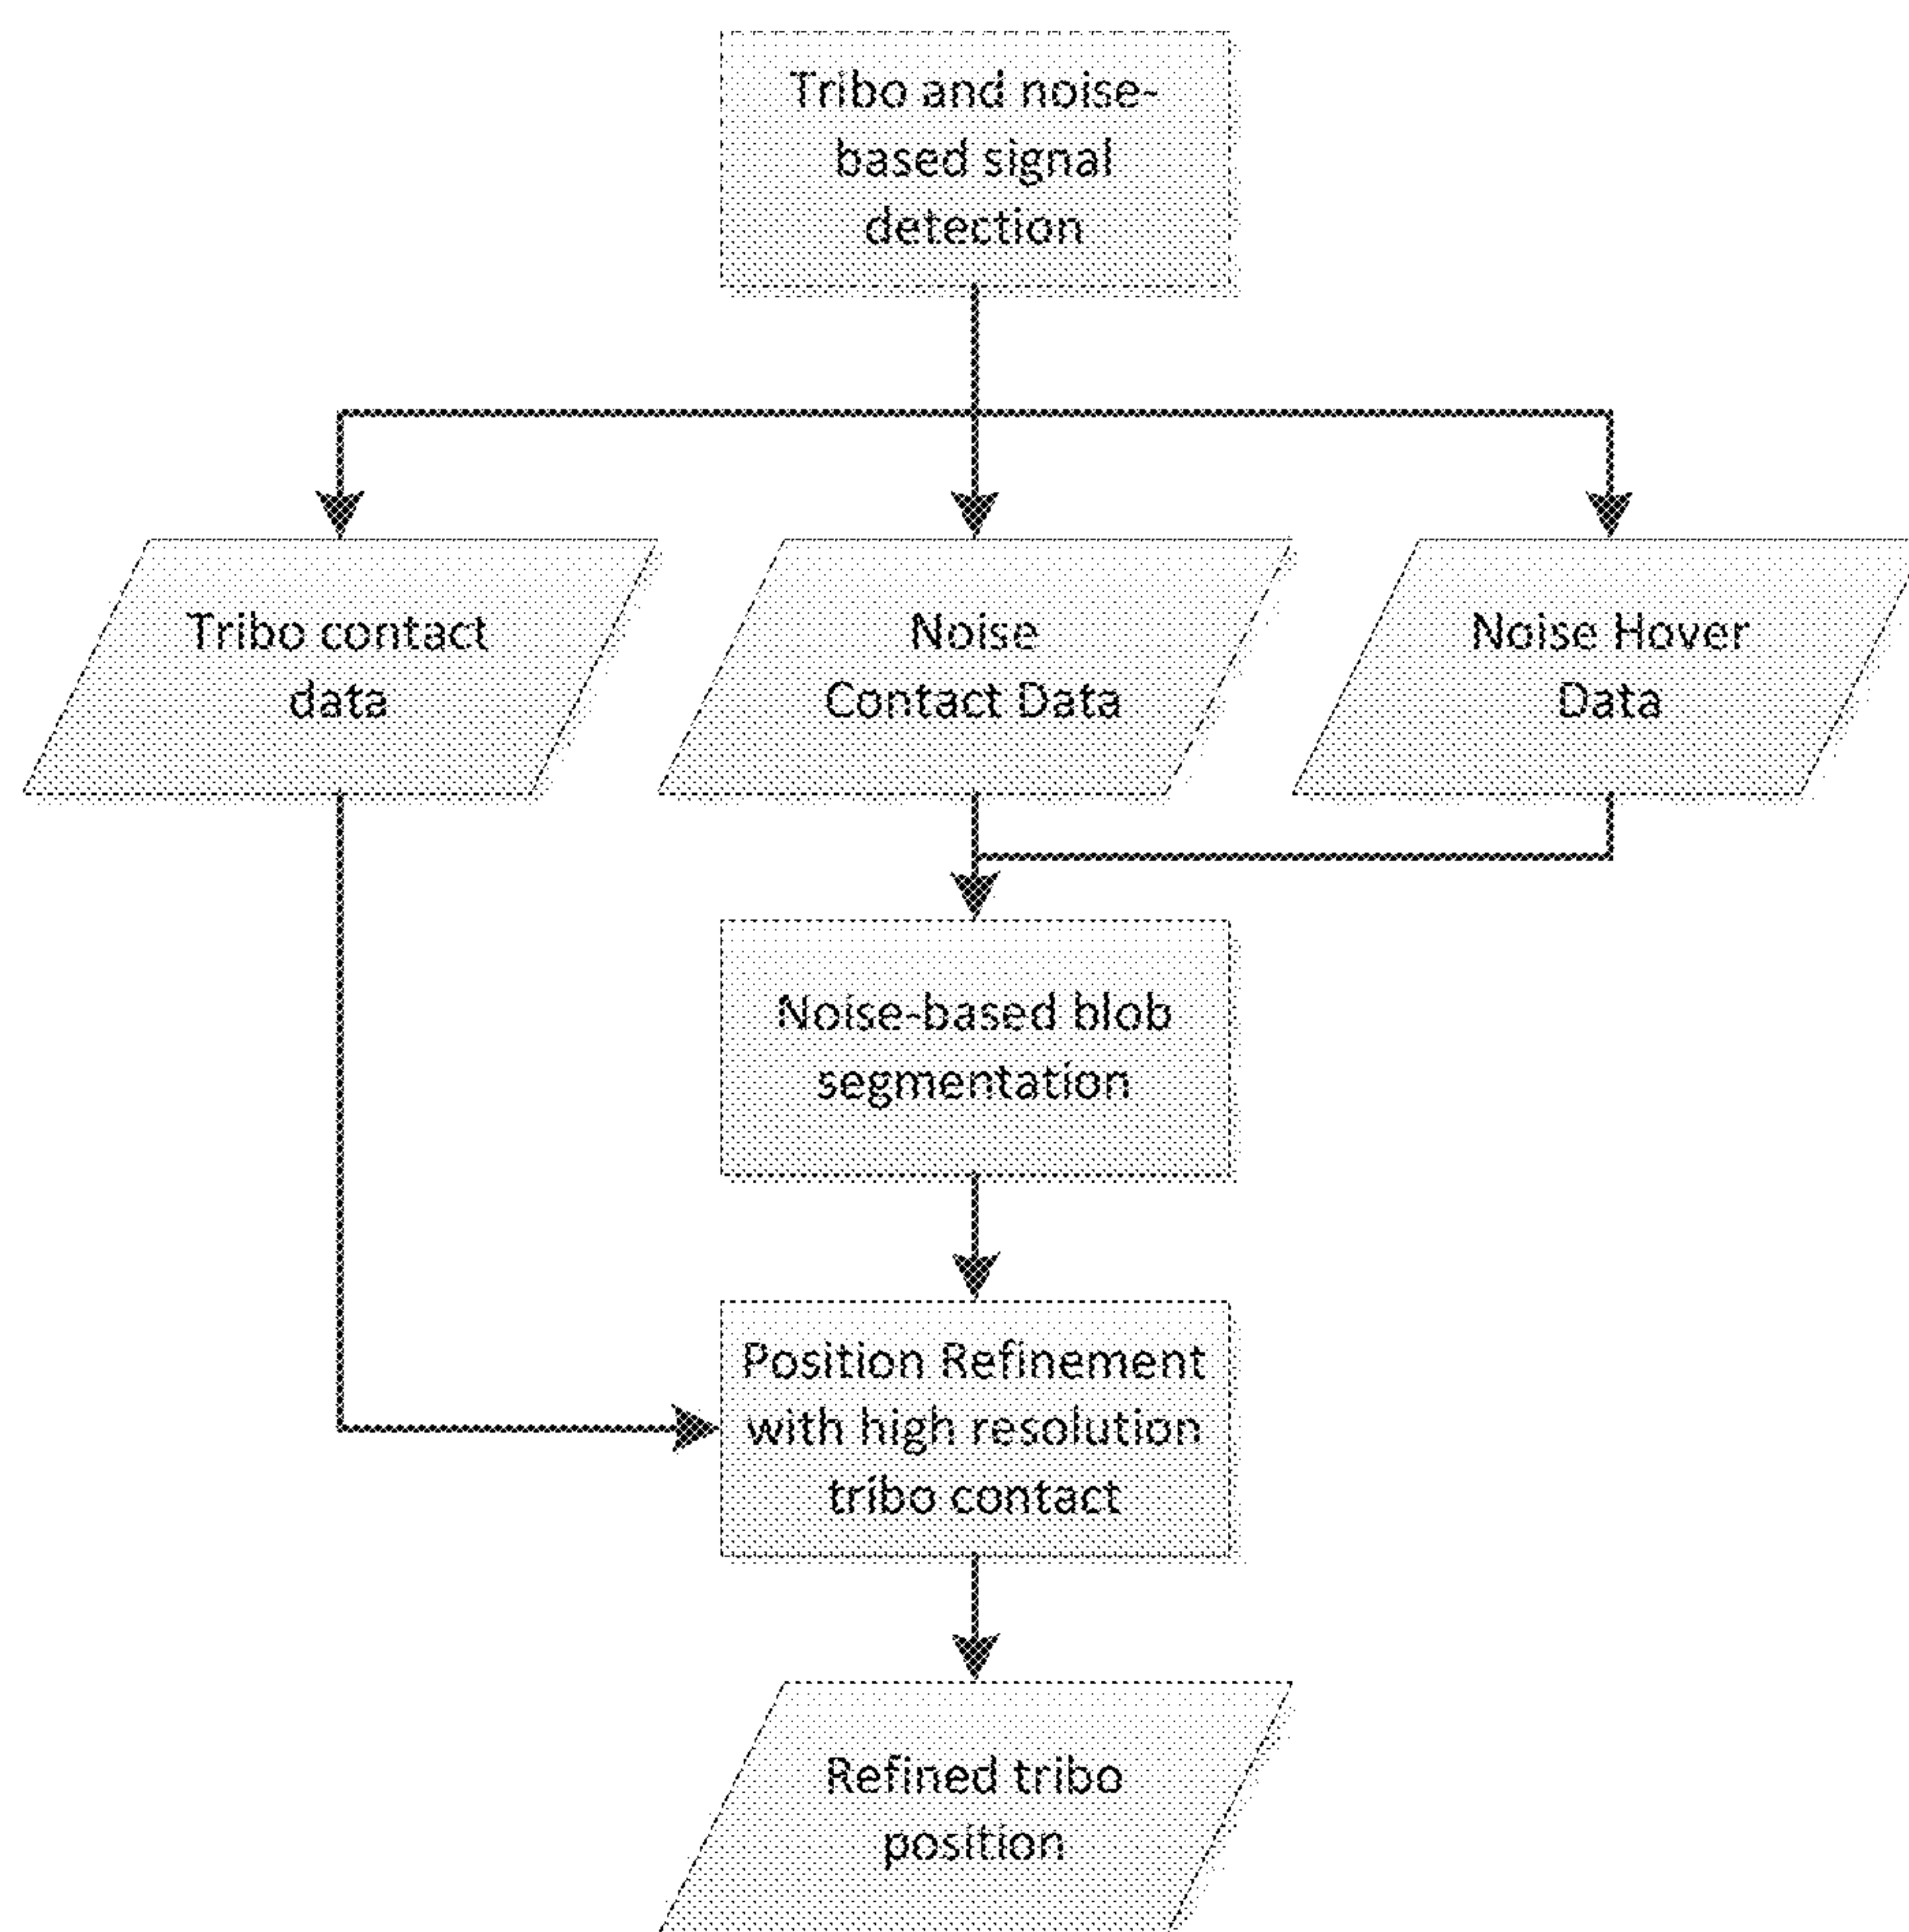 Tribo and noise-
based signal
detection
Tribo contact
data
Noise
Contact Data
Noise Hover
Data
Noise-based blob
segmentation
Position Refinement
with high resolution
tribo contact
Refined tribo
position